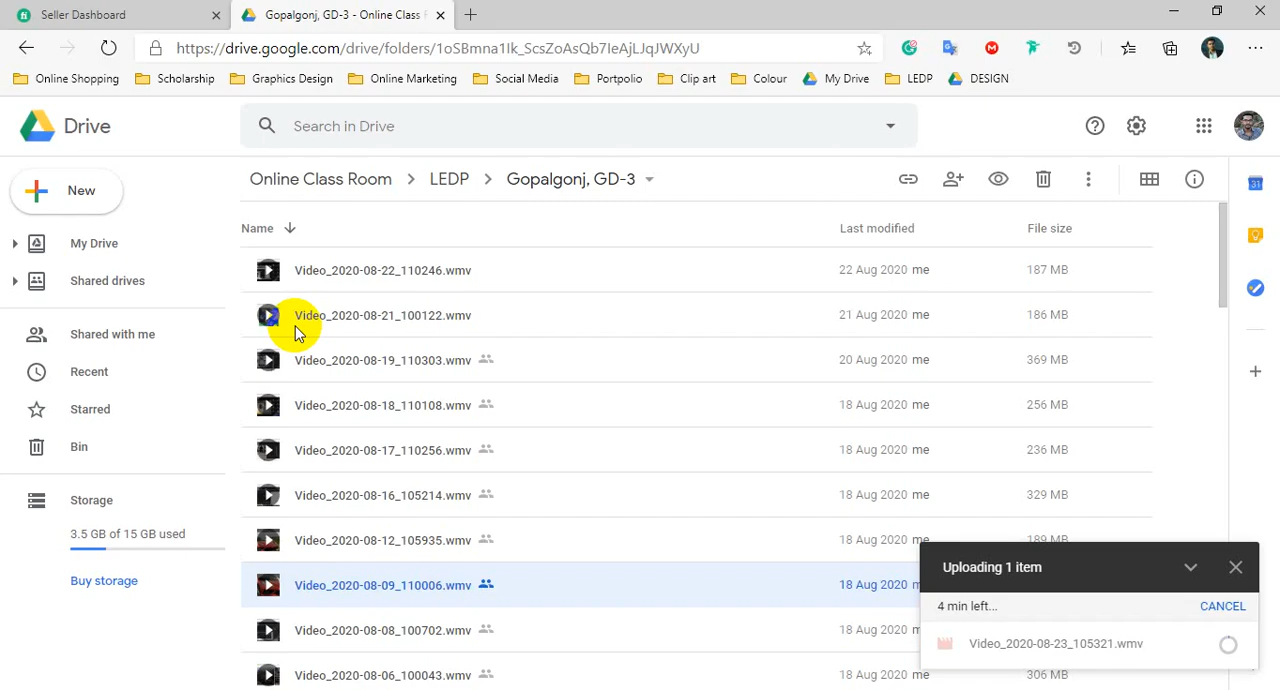 Seller Dashboard
Gopalgonj, GD-3 - Online Class F
https://drive.google.com/drive/folders/1oSBmna1Ik_ScsZoAsQb7IeAjLJqJWXyU
Online Shopping
Scholarship
Graphics Design
Online Marketing
Social Media
Portpolio
Clip art
Colour
My Drive
LEDP
DESIGN
Drive
Search in Drive
New
Online Class Room > LEDP > Gopalgonj, GD-3
Name
Last modified
File size
My Drive
Shared drives
Shared with me
Recent
Starred
Bin
Storage
3.5 GB of 15 GB used
Buy storage
Video_2020-08-22_110246.wmv 22 Aug 2020 me 187 MB
Video_2020-08-21_100122.wmv 21 Aug 2020 me 186 MB
Video_2020-08-19_110303.wmv 20 Aug 2020 me 369 MB
Video_2020-08-18_110108.wmv 18 Aug 2020 me 256 MB
Video_2020-08-17_110256.wmv 18 Aug 2020 me 236 MB
Video_2020-08-16_105214.wmv 18 Aug 2020 me 329 MB
Video_2020-08-12_105935.wmv 18 Aug 2020 me 189 MB
Video_2020-08-09_110006.wmv 18 Aug 2020
Video_2020-08-08_100702.wmv 18 Aug 2020
Video_2020-08-06_100043.wmv 18 Aug 2020 me 306 MB
Uploading 1 item
4 min left...
CANCEL
Video_2020-08-23_105321.wmv
31